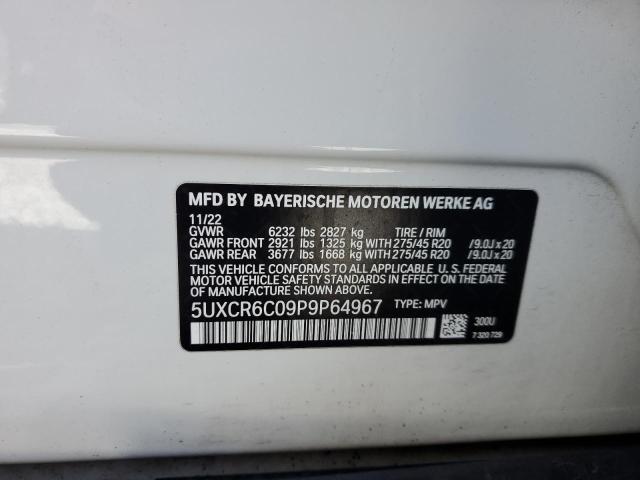 MFD BY BAYERISCHE MOTOREN WERKE AG
11/22
GVWR 6232 lbs 2827 kg TIRE / RIM
GAWR FRONT 2921 lbs 1325 kg WITH 275/45 R20 /9.0J x 20
GAWR REAR 3677 lbs 1668 kg WITH 275/45 R20 /9.0J x 20
THIS VEHICLE CONFORMS TO ALL APPLICABLE U. S. FEDERAL
MOTOR VEHICLE SAFETY STANDARDS IN EFFECT ON THE DATE
OF MANUFACTURE SHOWN ABOVE.
5UXCR6C09P9P64967 TYPE: MPV
300U
7 320 729